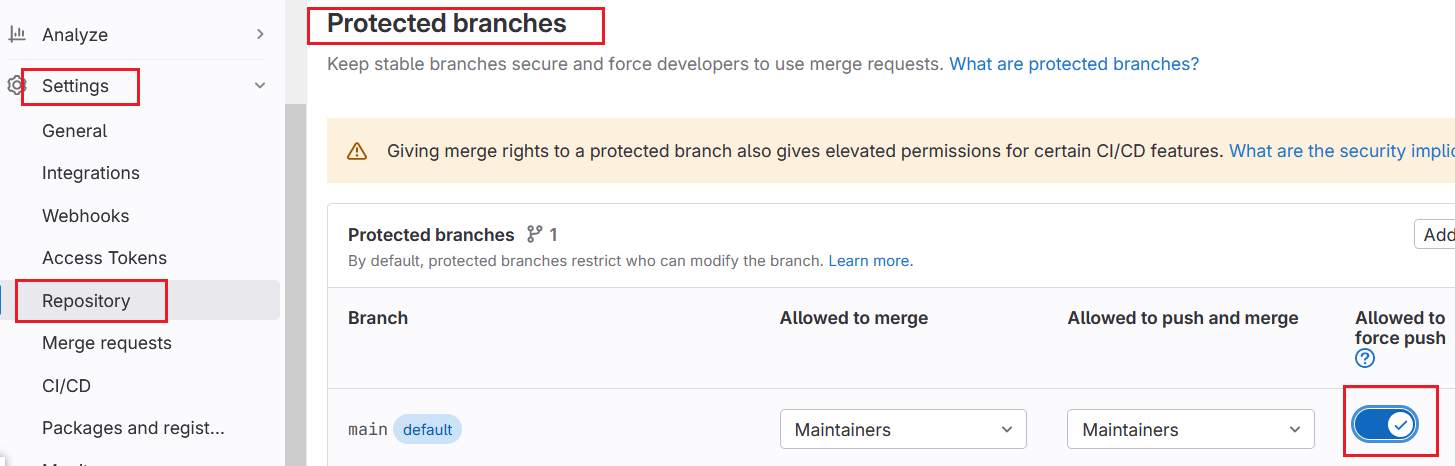 Analyze
Settings
General
Integrations
Webhooks
Access Tokens
Repository
Merge requests
CI/CD
Packages and regist...
Protected branches
Keep stable branches secure and force developers to use merge requests. What are protected branches?
Giving merge rights to a protected branch also gives elevated permissions for certain CI/CD features. What are the security implic
Protected branches 1
Add
By default, protected branches restrict who can modify the branch. Learn more.
Branch
Allowed to merge
Allowed to push and merge
Allowed to
force push
main default
Maintainers
Maintainers